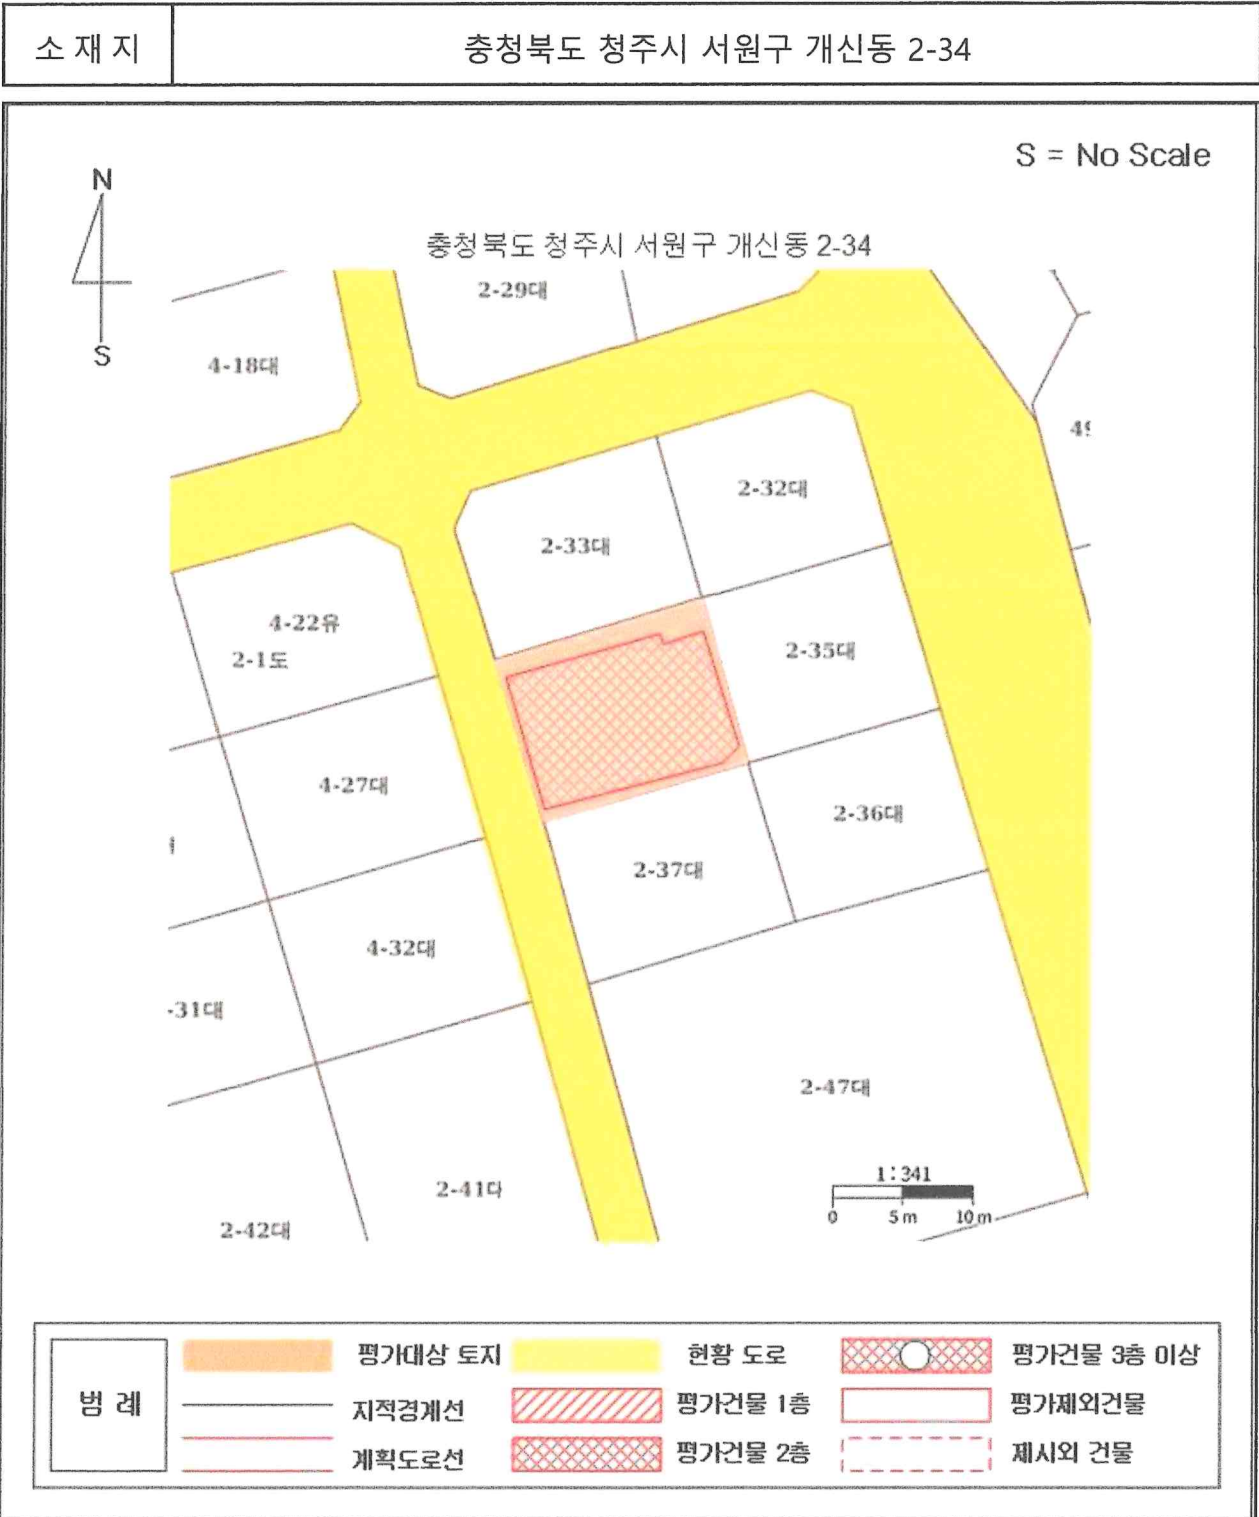 소 재 지
충청북도 청주시 서원구 개신동 2-34
S = No Scale
N
S
충청북도 청주시 서원구 개신동 2-34
2-29대
4-18대
2-32대
2-33대
4-22유
2-1도
2-35대
4-27대
2-36대
2-37대
4-32대
-31대
2-47대
2-41다
2-42대
1:341
0 5 m 10 m
범 례
평가대상 토지
현황 도로
평가건물 3층 이상
지적경계선
평가건물 1층
평가제외건물
계획도로선
평가건물 2층
제시외 건물